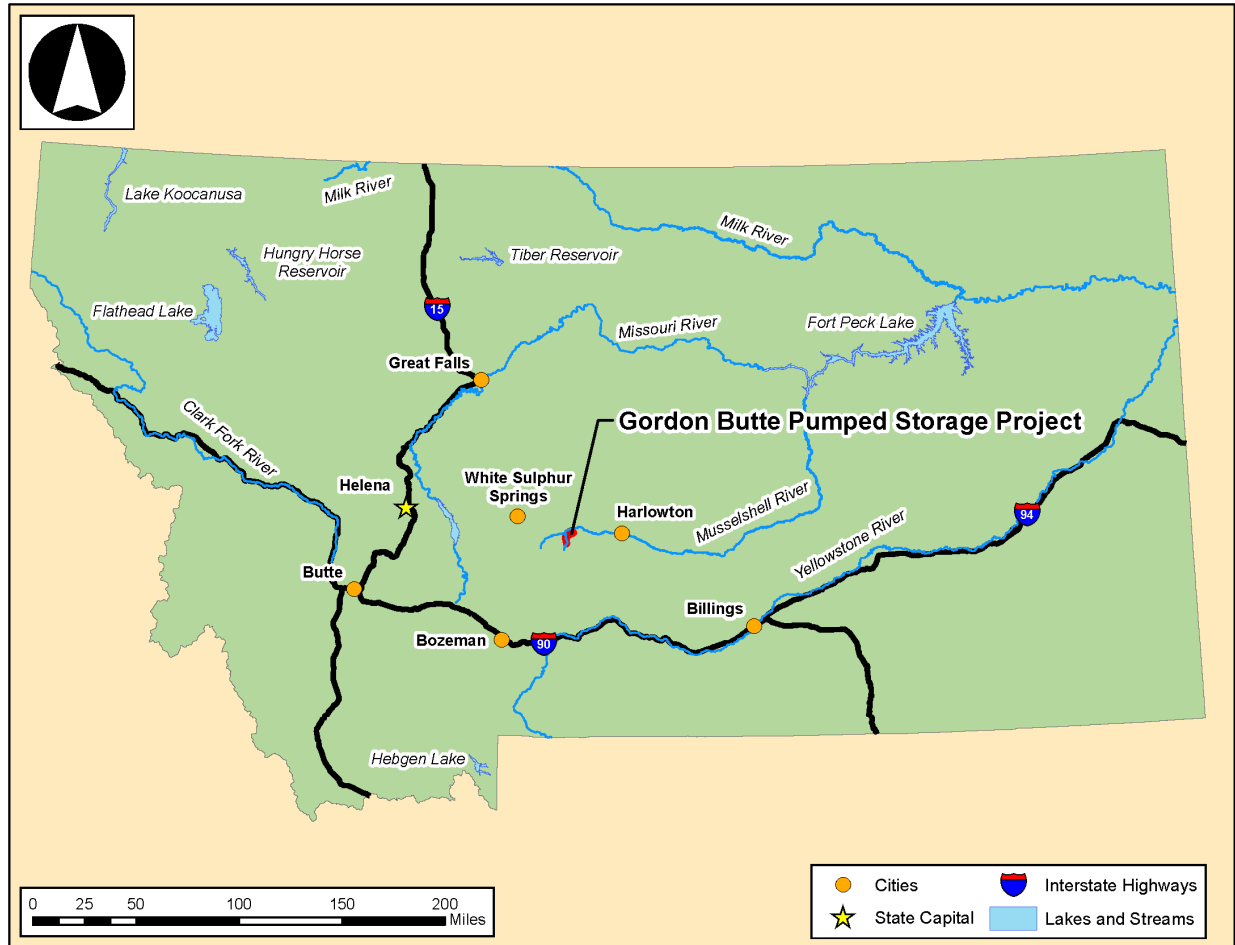 Lake Koocanusa
Milk River
Hungry Horse
Reservoir
Tiber Reservoir
Milk River
Flathead Lake
15
Missouri River
Fort Peck Lake
Great Falls
Clark Fork River
Gordon Butte Pumped Storage Project
Helena
White Sulphur
Springs
Harlowton
Musselshell River
94
Yellowstone River
Butte
Billings
Bozeman
90
Hebgen Lake
0 25 50 100 150 200
Miles
Cities
Interstate Highways
State Capital
Lakes and Streams